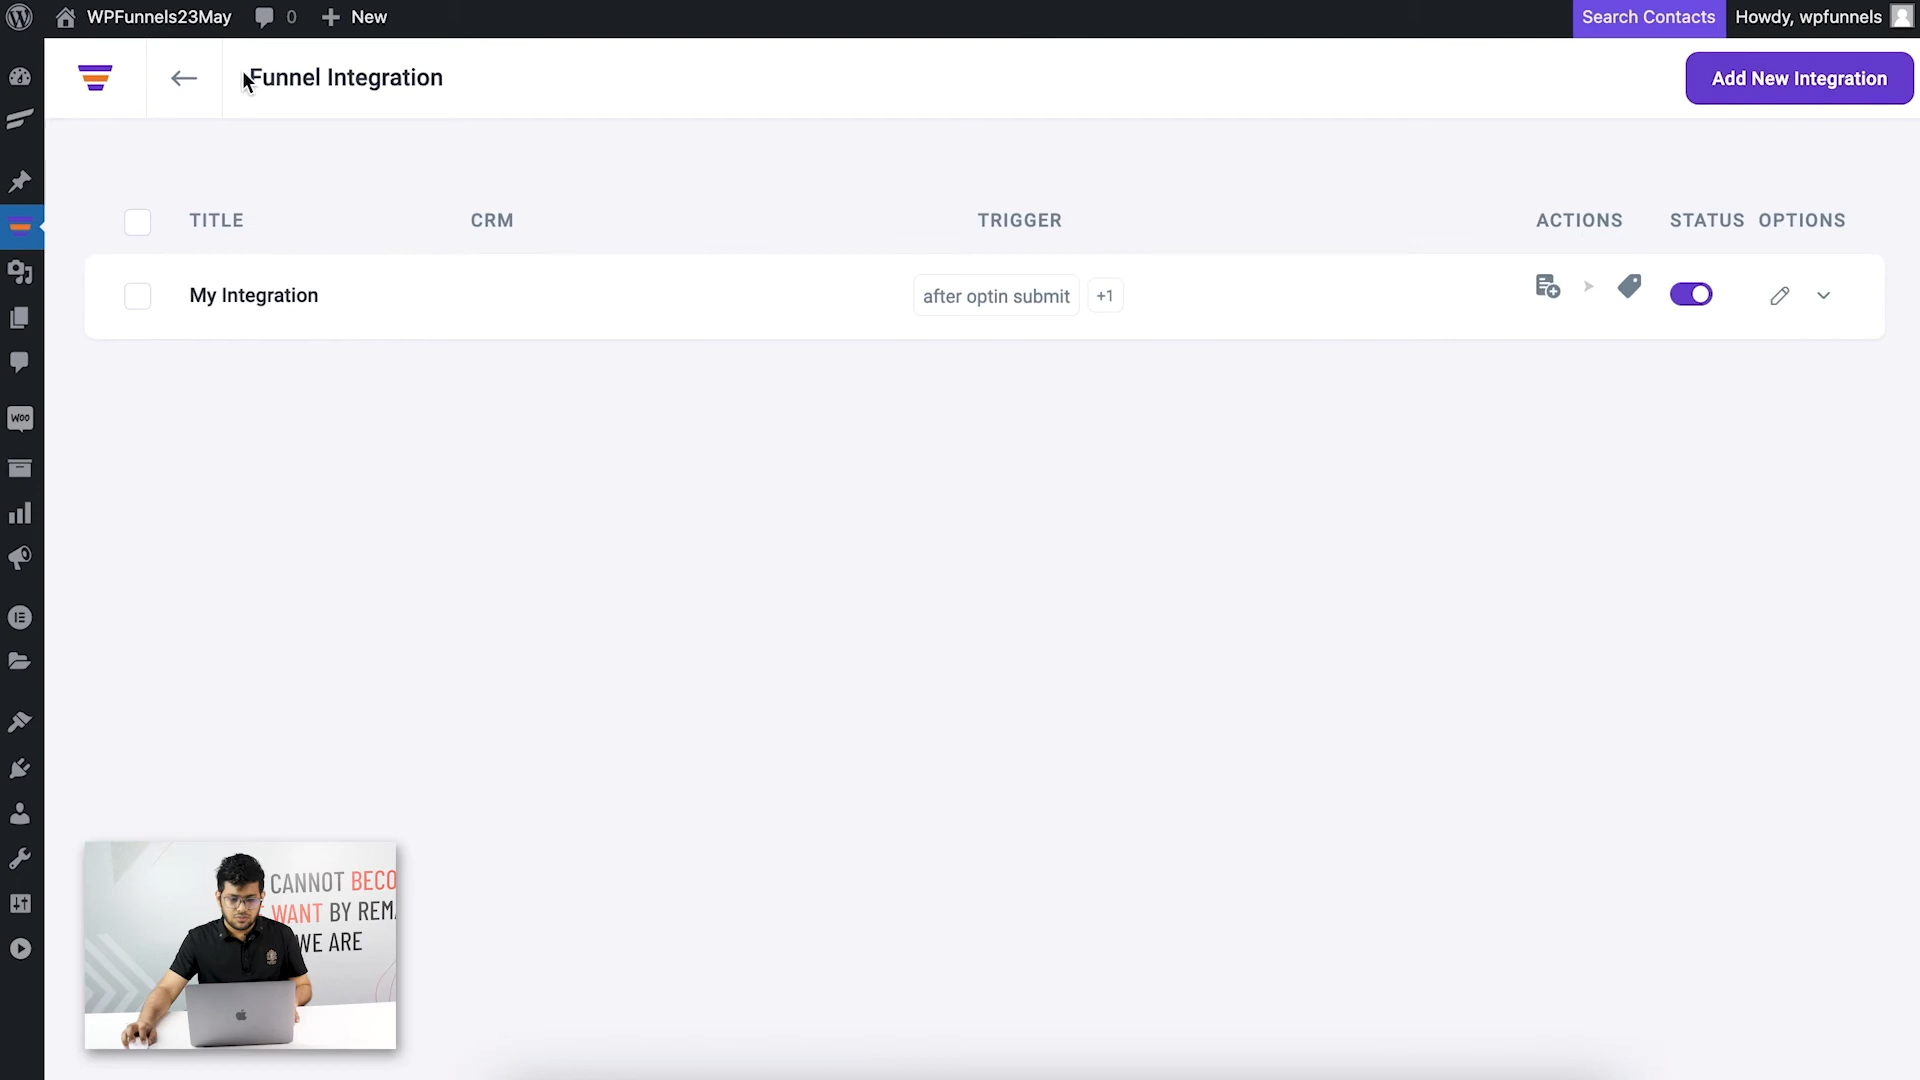 WPFunnels23May
0
New
Search Contacts
Howdy, wpfunnels
Funnel Integration
Add New Integration
TITLE
CRM
TRIGGER
ACTIONS
STATUS
OPTIONS
My Integration
after optin submit
+1
woo
CANNOT BECO
WANT BY REMA
WE ARE